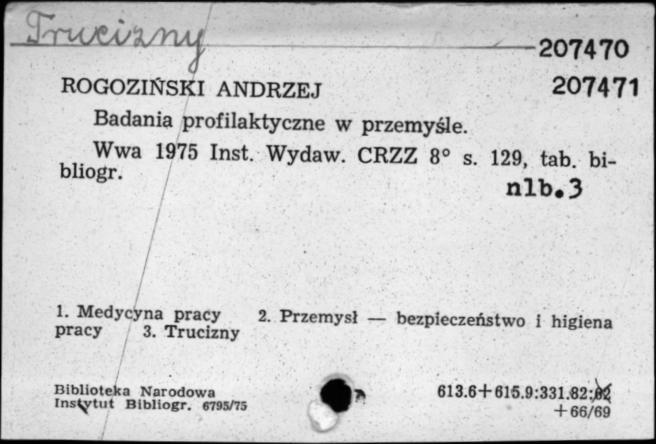 Trucizny
207470
ROGOZIŃSKI ANDRZEJ 207471
Badania profilaktyczne w przemyśle.
Wwa 1975 Inst. Wydaw. CRZZ 8° s. 129, tab. bi-
bliogr.
nlb.3
1. Medycyna pracy 2. Przemysł — bezpieczeństwo i higiena
pracy 3. Trucizny
Biblioteka Narodowa 613.6+615.9:331.82:02
Instytut Bibliogr. 6795/75 +66/69